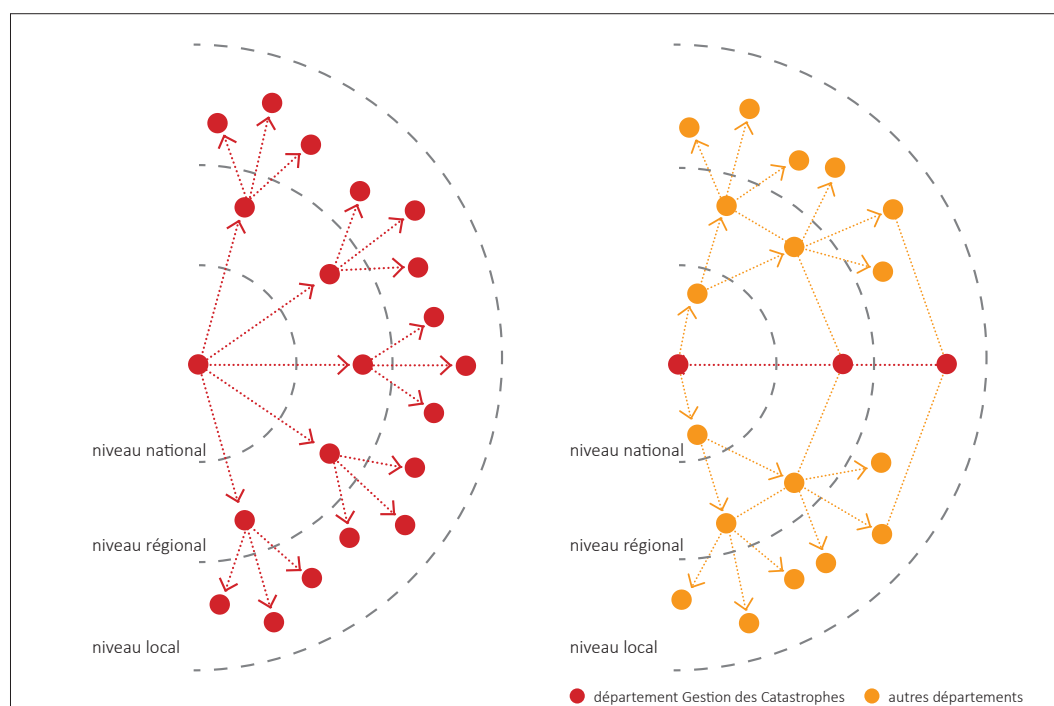 niveau national
niveau régional
niveau local
niveau national
niveau régional
niveau local
département Gestion des Catastrophes
autres départements